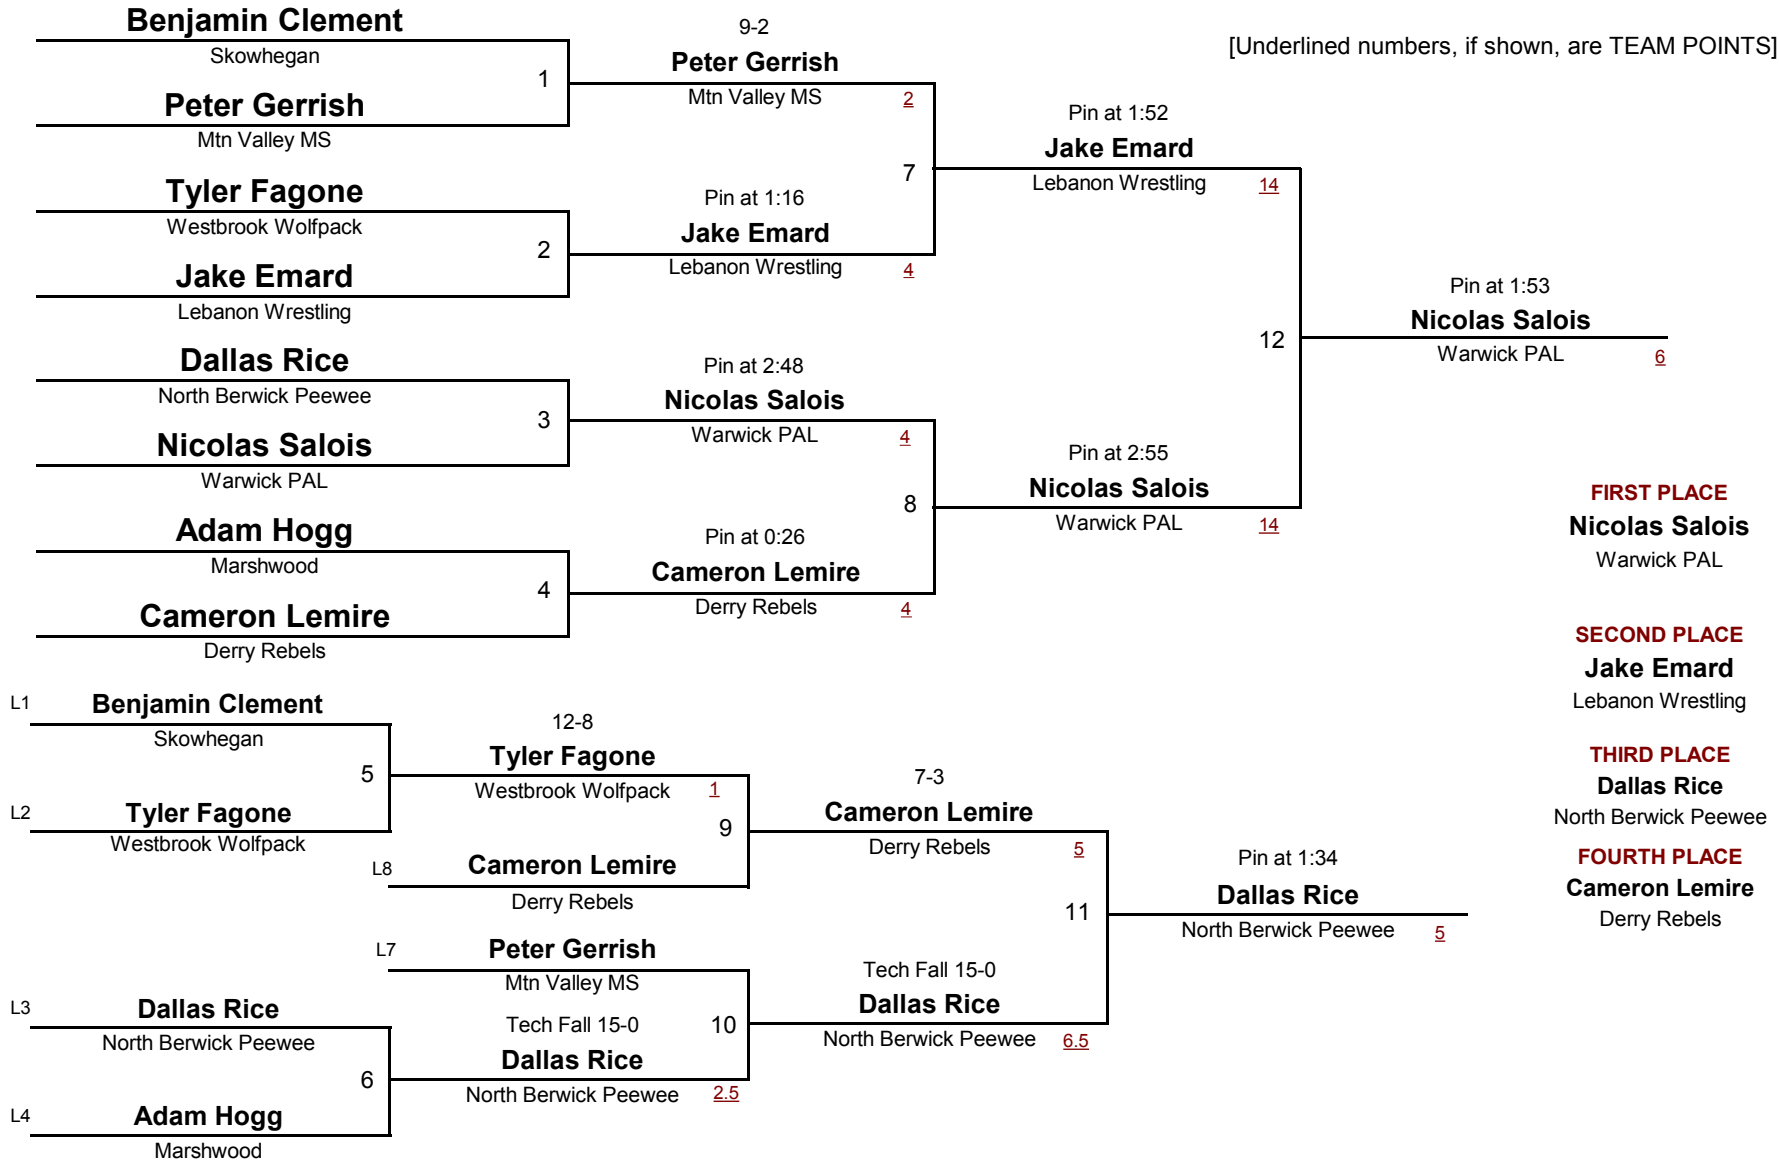 [Underlined numbers, if shown, are TEAM POINTS]
Benjamin Clement
Skowhegan
1
Peter Gerrish
Mtn Valley MS
Tyler Fagone
Westbrook Wolfpack
2
Jake Emard
Lebanon Wrestling
Dallas Rice
North Berwick Peewee
3
Nicolas Salois
Warwick PAL
Adam Hogg
Marshwood
4
Cameron Lemire
Derry Rebels
9-2
Peter Gerrish
Mtn Valley MS 2
7
Pin at 1:16
Jake Emard
Lebanon Wrestling 4
Pin at 2:48
Nicolas Salois
Warwick PAL 4
8
Pin at 0:26
Cameron Lemire
Derry Rebels 4
Pin at 1:52
Jake Emard
Lebanon Wrestling 14
12
Pin at 2:55
Nicolas Salois
Warwick PAL 14
Pin at 1:53
Nicolas Salois
Warwick PAL 6
L1 Benjamin Clement
Skowhegan
5
L2 Tyler Fagone
Westbrook Wolfpack
L3 Dallas Rice
North Berwick Peewee
6
L4 Adam Hogg
Marshwood
12-8
Tyler Fagone
Westbrook Wolfpack 1
9
L8 Cameron Lemire
Derry Rebels
L7 Peter Gerrish
Mtn Valley MS
10
Tech Fall 15-0
Dallas Rice
North Berwick Peewee 2.5
7-3
Cameron Lemire
Derry Rebels 5
11
Tech Fall 15-0
Dallas Rice
North Berwick Peewee 6.5
Pin at 1:34
Dallas Rice
North Berwick Peewee 5
FIRST PLACE
Nicolas Salois
Warwick PAL
SECOND PLACE
Jake Emard
Lebanon Wrestling
THIRD PLACE
Dallas Rice
North Berwick Peewee
FOURTH PLACE
Cameron Lemire
Derry Rebels